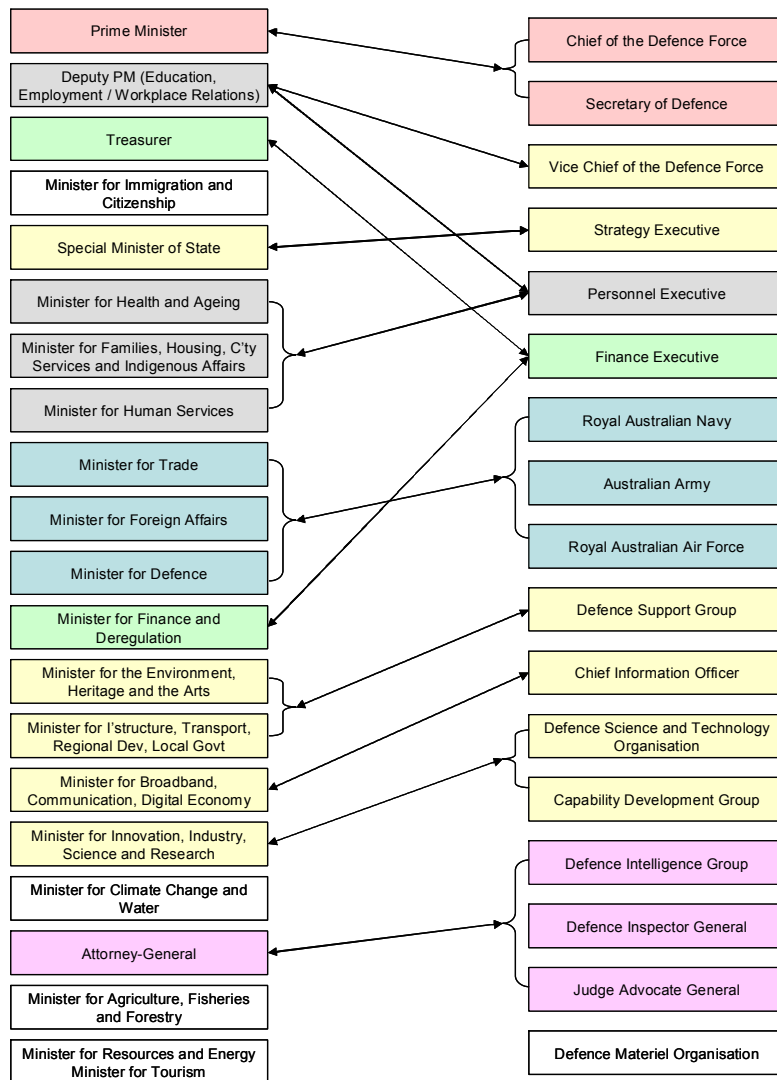 Prime Minister
Deputy PM (Education,
Employment / Workplace Relations)
Treasurer
Minister for Immigration and
Citizenship
Special Minister of State
Minister for Health and Ageing
Minister for Families, Housing, C'ty
Services and Indigenous Affairs
Minister for Human Services
Minister for Trade
Minister for Foreign Affairs
Minister for Defence
Minister for Finance and
Deregulation
Minister for the Environment,
Heritage and the Arts
Minister for I'structure, Transport,
Regional Dev, Local Govt
Minister for Broadband,
Communication, Digital Economy
Minister for Innovation, Industry,
Science and Research
Minister for Climate Change and
Water
Attorney-General
Minister for Agriculture, Fisheries
and Forestry
Minister for Resources and Energy
Minister for Tourism
Chief of the Defence Force
Secretary of Defence
Vice Chief of the Defence Force
Strategy Executive
Personnel Executive
Finance Executive
Royal Australian Navy
Australian Army
Royal Australian Air Force
Defence Support Group
Chief Information Officer
Defence Science and Technology
Organisation
Capability Development Group
Defence Intelligence Group
Defence Inspector General
Judge Advocate General
Defence Materiel Organisation